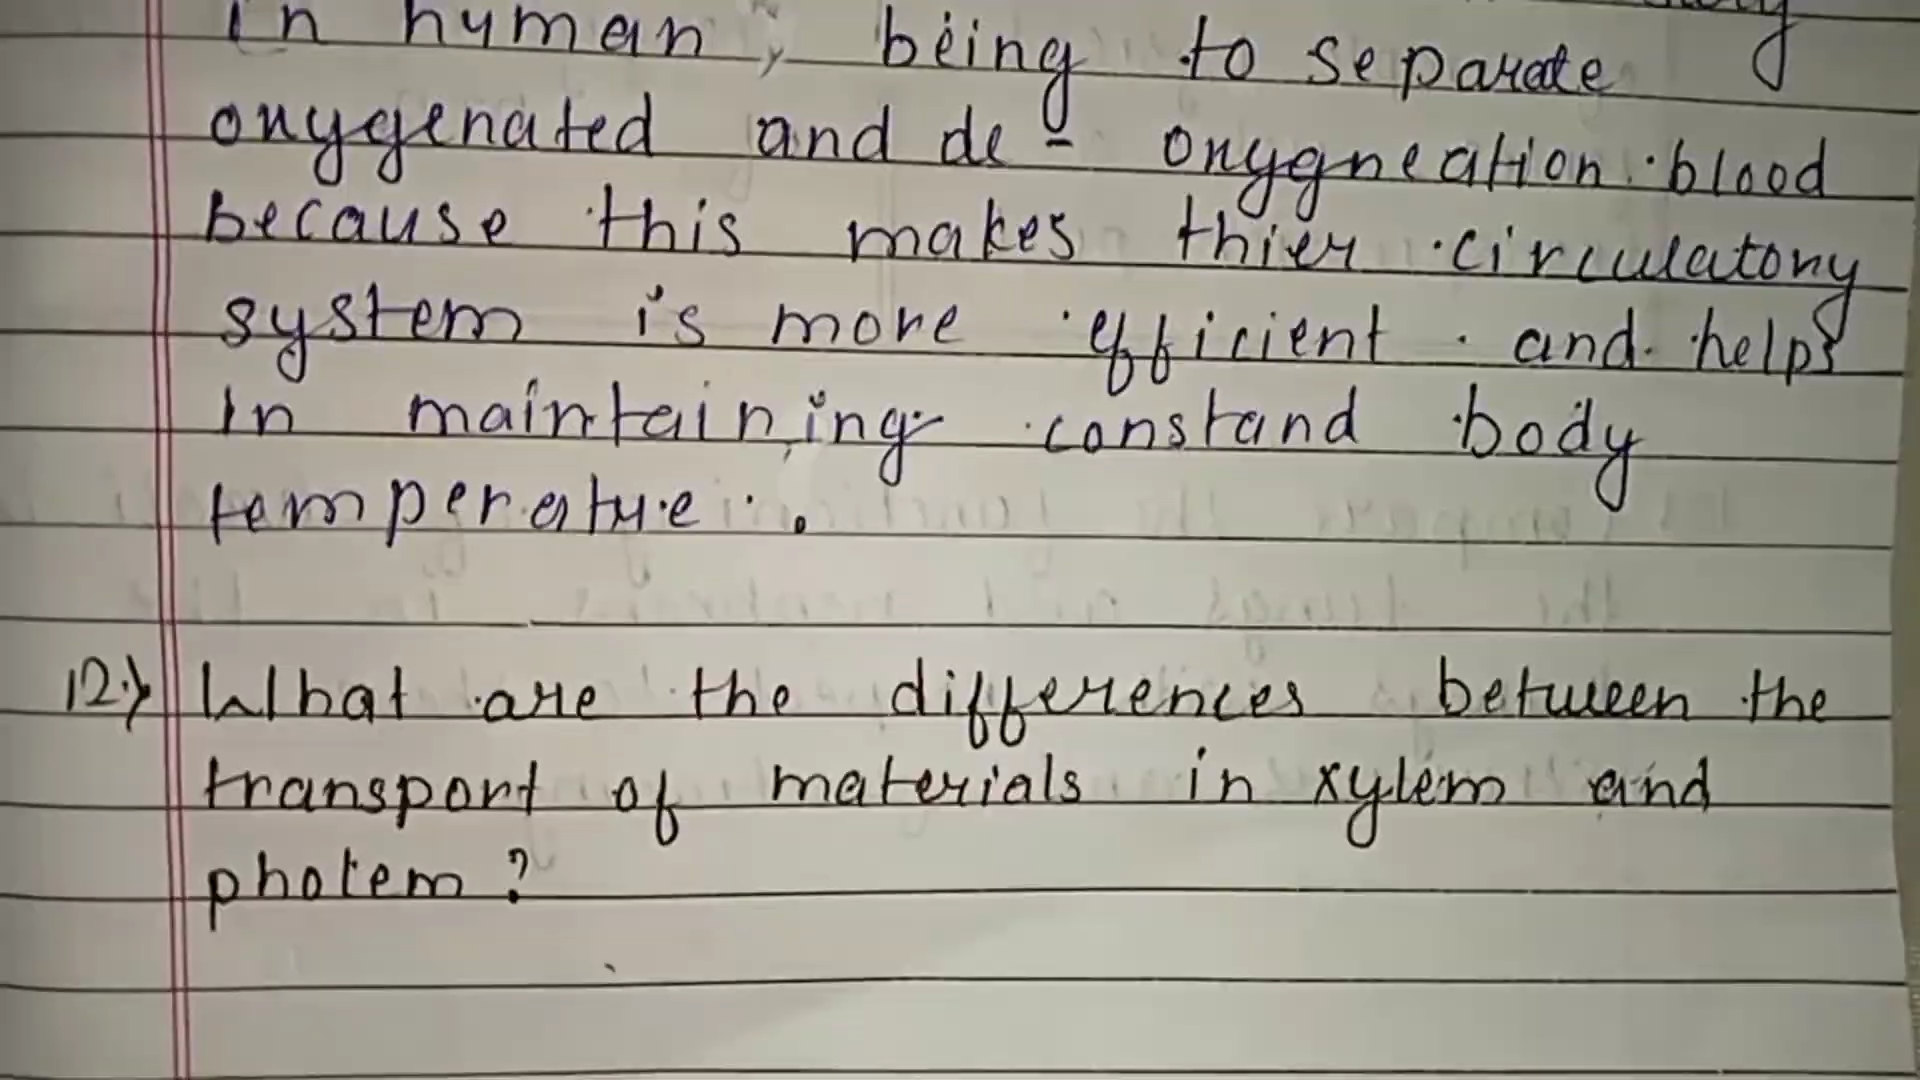 in human being to separate
oxygenated and de - oxygneation blood
because this makes thier circulatory
system is more efficient and helps
in maintaining constand body
temperature.
12) What are the differences between the
transport of materials in xylem and
photem?